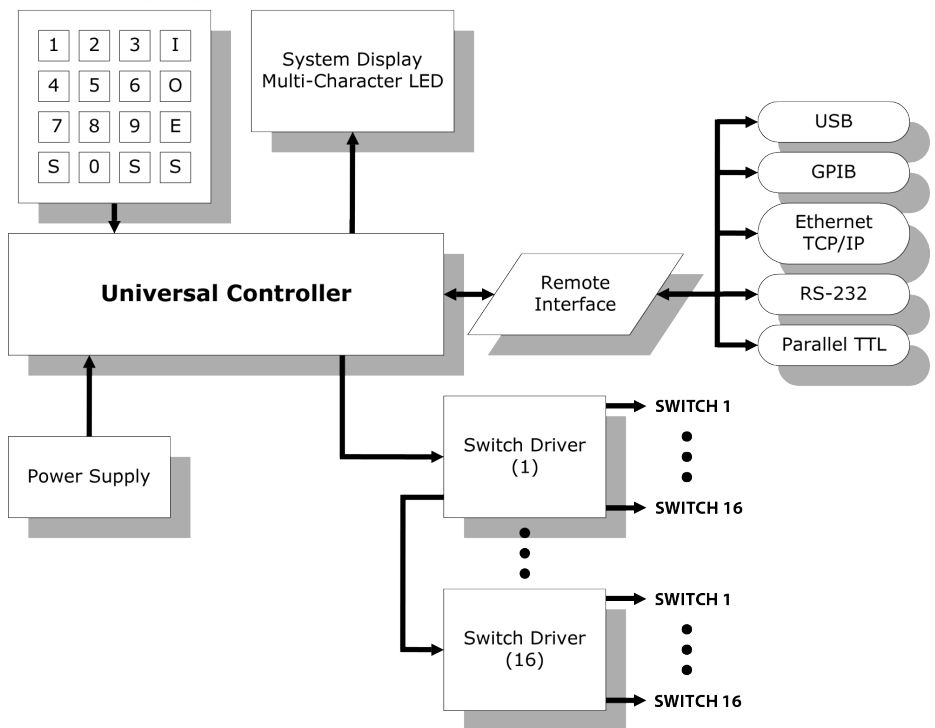 1 2 3 I
4 5 6 O
7 8 9 E
S 0 S S
System Display
Multi-Character LED
Universal Controller
Remote
Interface
USB
GPIB
Ethernet
TCP/IP
RS-232
Parallel TTL
Power Supply
Switch Driver
(1)
SWITCH 1
SWITCH 16
Switch Driver
(16)
SWITCH 1
SWITCH 16